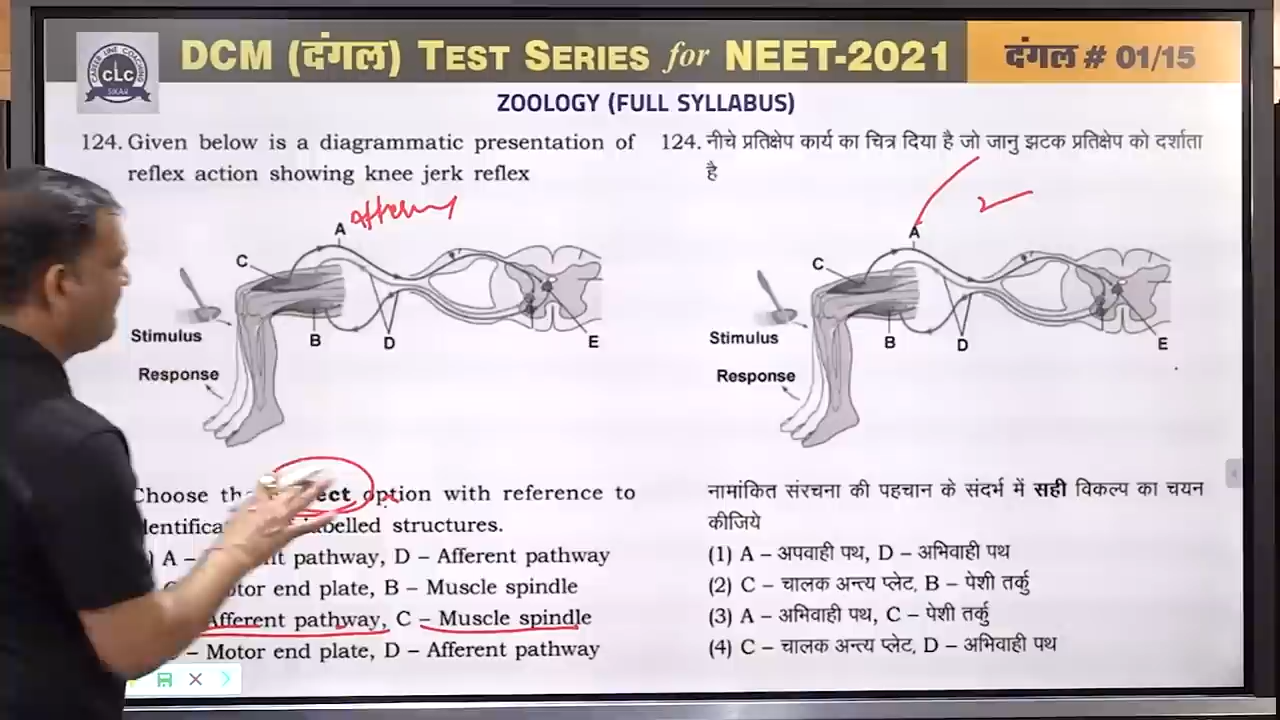 CAREER LINE COACHING
CLC
SIKAR
DCM (दंगल) TEST SERIES for NEET-2021
दंगल # 01/15
ZOOLOGY (FULL SYLLABUS)
124. Given below is a diagrammatic presentation of
reflex action showing knee jerk reflex
A
C
Stimulus
B
D
E
Response
option with reference to
labelled structures.
A –
pathway, D – Afferent pathway
end plate, B – Muscle spindle
Afferent pathway, C – Muscle spindle
– Motor end plate, D – Afferent pathway
124. नीचे प्रतिक्षेप कार्य का चित्र दिया है जो जानु झटक प्रतिक्षेप को दर्शाता
है
A
C
Stimulus
B
D
E
Response
नामांकित संरचना की पहचान के संदर्भ में सही विकल्प का चयन
कीजिये
(1) A – अपवाही पथ, D – अभिवाही पथ
(2) C – चालक अन्त्य प्लेट, B – पेशी तर्कु
(3) A – अभिवाही पथ, C – पेशी तर्कु
(4) C – चालक अन्त्य प्लेट, D – अभिवाही पथ